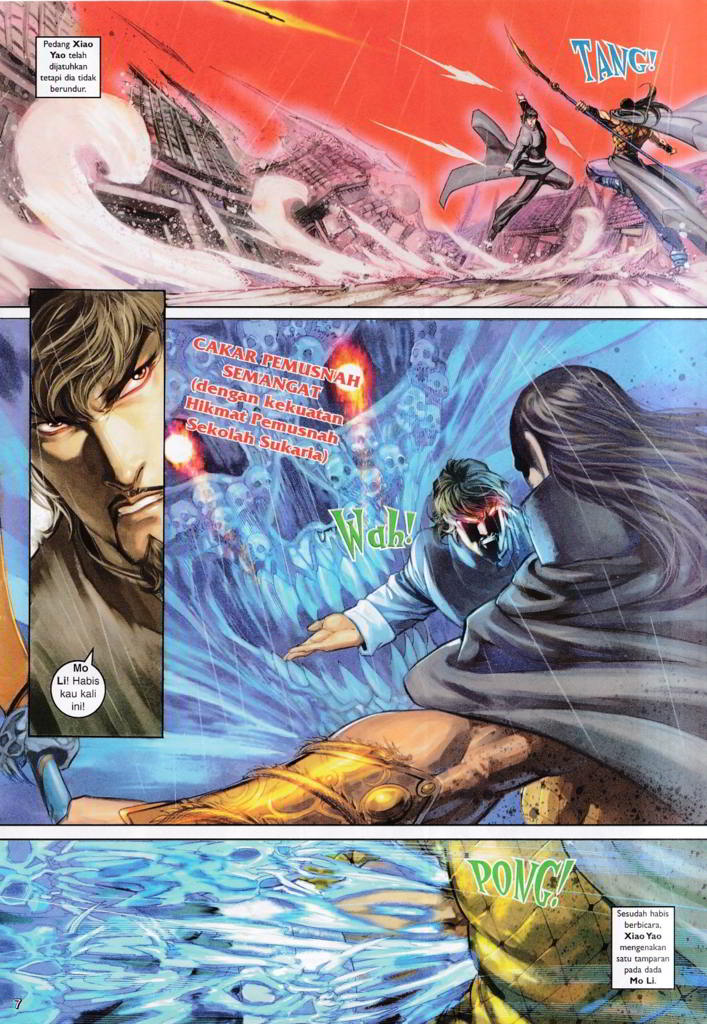 Pedang Xiao
Yao telah
dijatuhkan
tetapi dia tidak
berundur.
TANG!
CAKAR PEMUSNAH
SEMANGAT
(dengan kekuatan
Hikmat Pemusnah
Sekolah Sukaria)
Wah!
Mo
Li! Habis
kau kali
ini!
PONG!
Sesudah habis
berbicara,
Xiao Yao
mengenakan
satu tamparan
pada dada
Mo Li.
7